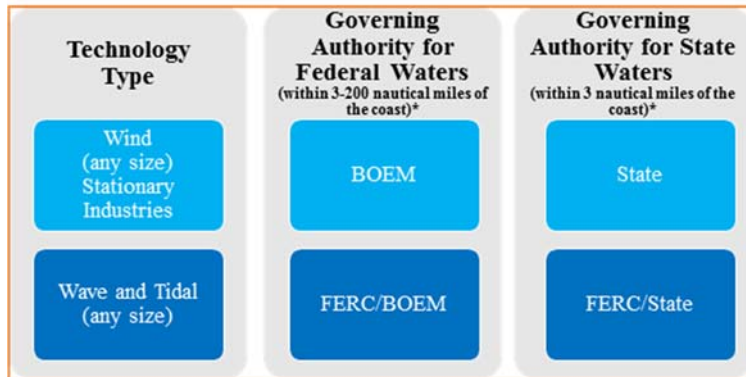 Technology
Type
Wind
(any size)
Stationary
Industries
Wave and Tidal
(any size)
Governing
Authority for
Federal Waters
(within 3-200 nautical miles of
the coast)*
BOEM
FERC/BOEM
Governing
Authority for State
Waters
(within 3 nautical miles of the
coast)*
State
FERC/State